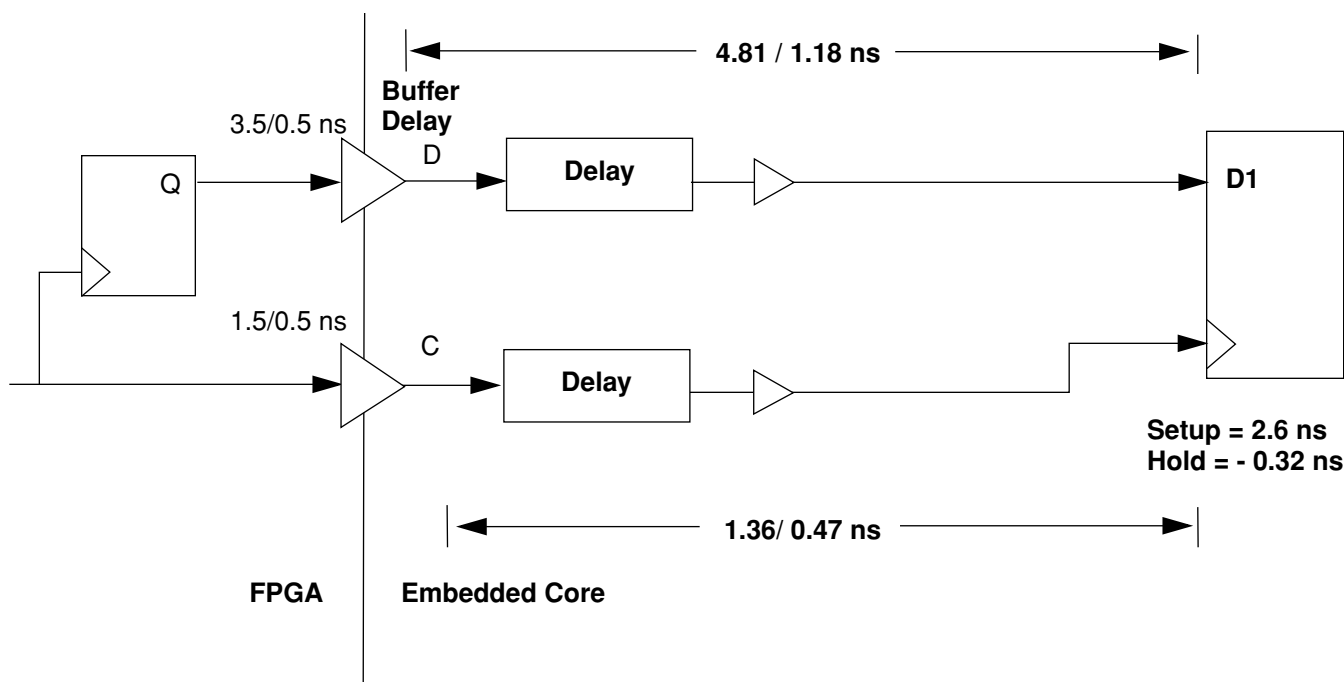 4.81 / 1.18 ns
Buffer
Delay
3.5/0.5 ns
D
Q
Delay
D1
1.5/0.5 ns
C
Delay
Setup = 2.6 ns
Hold = - 0.32 ns
1.36/ 0.47 ns
FPGA
Embedded Core